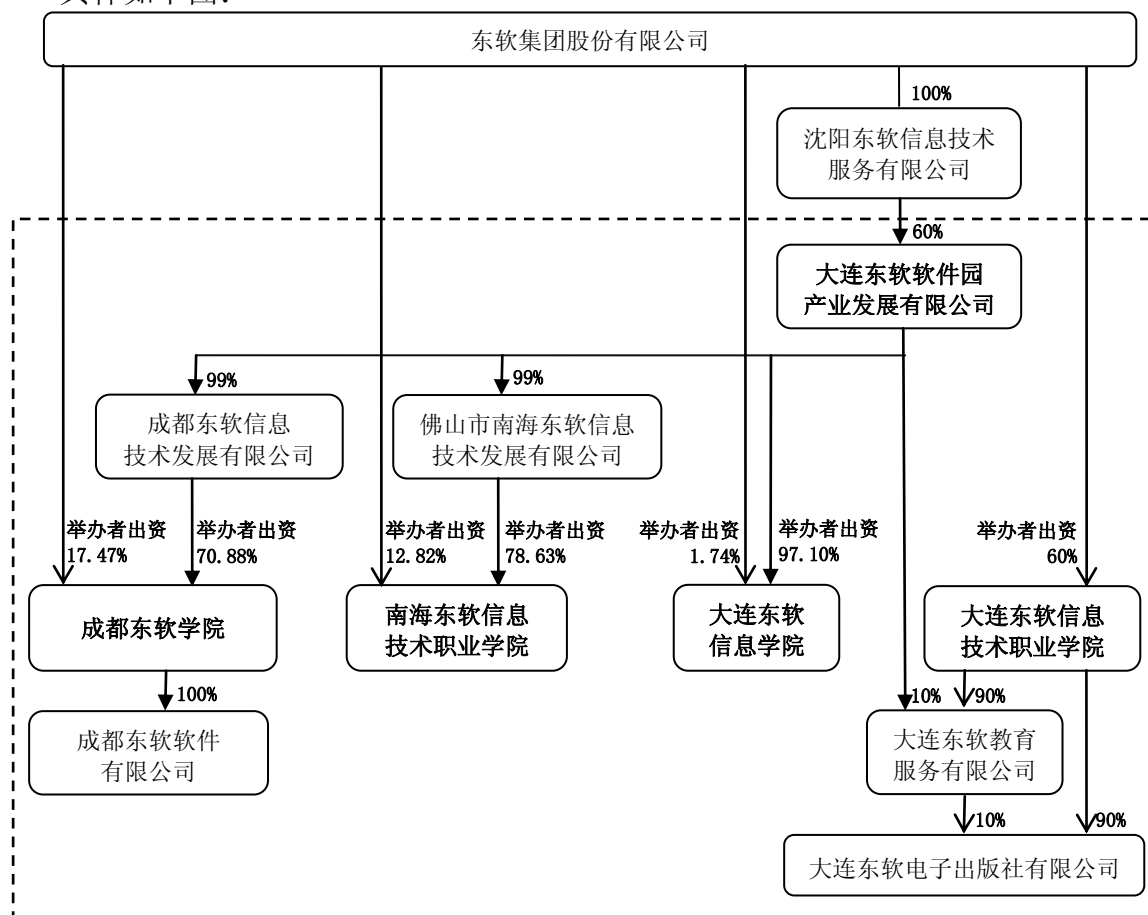 东软集团股份有限公司
100%
沈阳东软信息技术
服务有限公司
60%
大连东软软件园
产业发展有限公司
99%
99%
成都东软信息
技术发展有限公司
佛山市南海东软信息
技术发展有限公司
举办者出资
17.47%
举办者出资
70.88%
举办者出资
12.82%
举办者出资
78.63%
举办者出资
1.74%
举办者出资
97.10%
举办者出资
60%
成都东软学院
南海东软信息
技术职业学院
大连东软
信息学院
大连东软信息
技术职业学院
100%
10%
90%
成都东软软件
有限公司
大连东软教育
服务有限公司
10%
90%
大连东软电子出版社有限公司